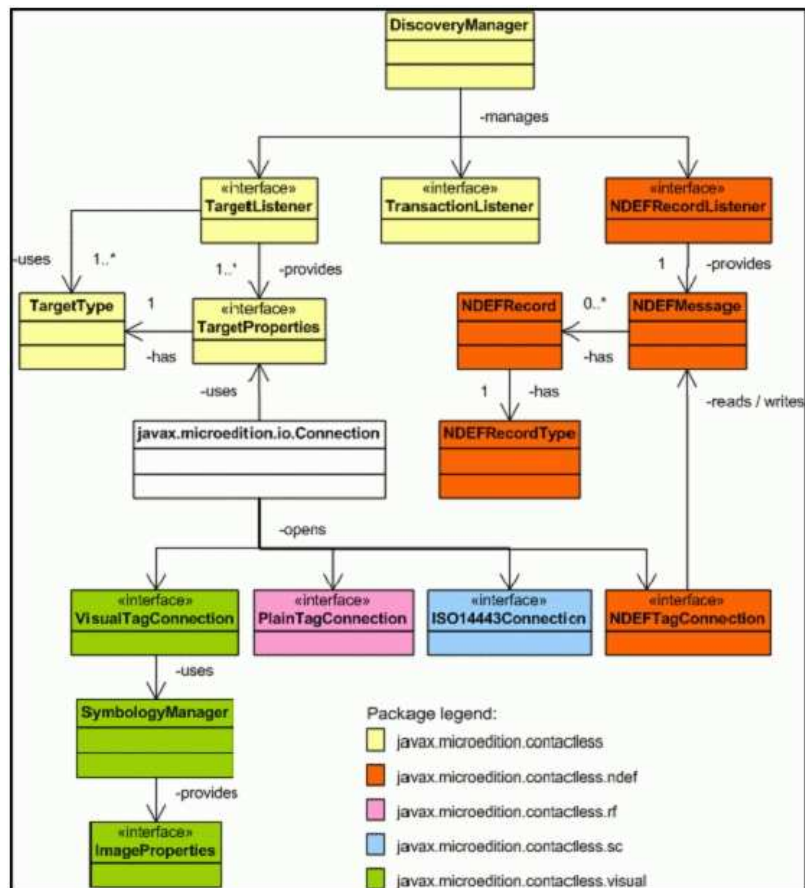 DiscoveryManager
-manages
«interface»
TargetListener
«interface»
TransactionListener
«interface»
NDEFRecordListener
-uses
1..*
1..*
-provides
1
-provides
TargetType
1
-has
«interface»
TargetProperties
NDEFRecord
0..*
-has
NDEFMessage
-uses
1
-has
-reads / writes
javax.microedition.io.Connection
NDEFRecordType
-opens
«interface»
VisualTagConnection
«interface»
PlainTagConnection
«interface»
ISO14443Connection
«interface»
NDEFTagConnection
-uses
SymbologyManager
-provides
«interface»
ImageProperties
Package legend:
javax.microedition.contactless
javax.microedition.contactless.ndef
javax.microedition.contactless.rf
javax.microedition.contactless.sc
javax.microedition.contactless.visual